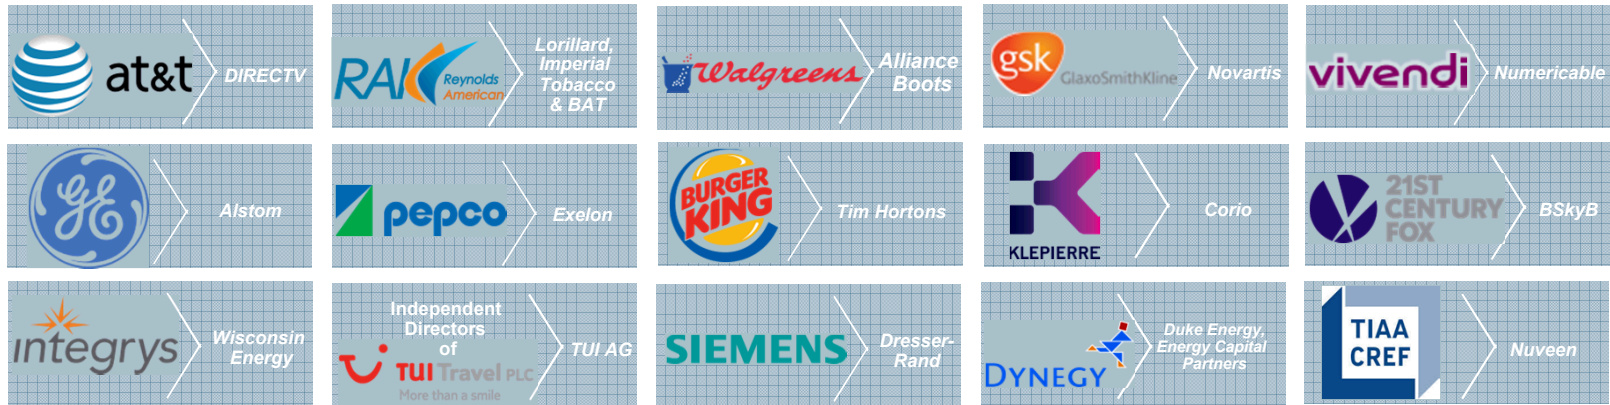 at&t
DIRECTV
RAI
Reynolds
American
Lorillard,
Imperial
Tobacco
& BAT
Walgreens
Alliance
Boots
gsk
GlaxoSmithKline
Novartis
vivendi
Numericable
GE
Alstom
pepco
Exelon
BURGER
KING
Tim Hortons
KLEPIERRE
Corio
21ST
CENTURY
FOX
BSkyB
integrys
Wisconsin
Energy
Independent
Directors
of
TUI Travel PLC
More than a smile
TUI AG
SIEMENS
Dresser-
Rand
DYNEGY
Duke Energy,
Energy Capital
Partners
TIAA
CREF
Nuveen